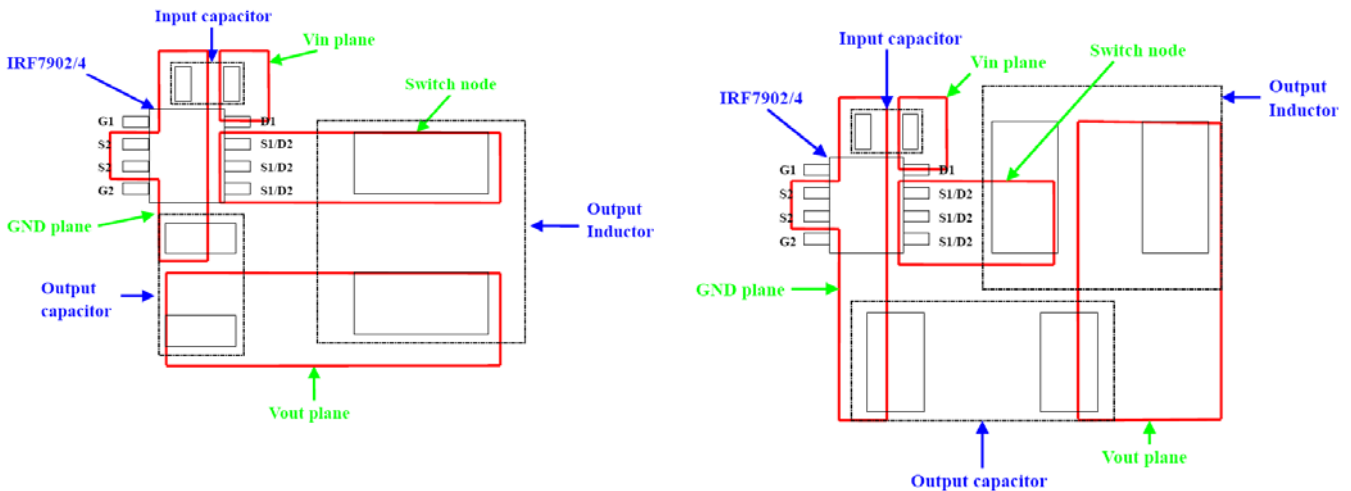 Input capacitor
Vin plane
IRF7902/4
Switch node
G1
S2
S2
G2
D1
S1/D2
S1/D2
S1/D2
GND plane
Output
Inductor
Output
capacitor
Vout plane
Input capacitor
Switch node
Vin plane
Output
Inductor
IRF7902/4
G1
S2
S2
G2
D1
S1/D2
S1/D2
S1/D2
GND plane
Vout plane
Output capacitor